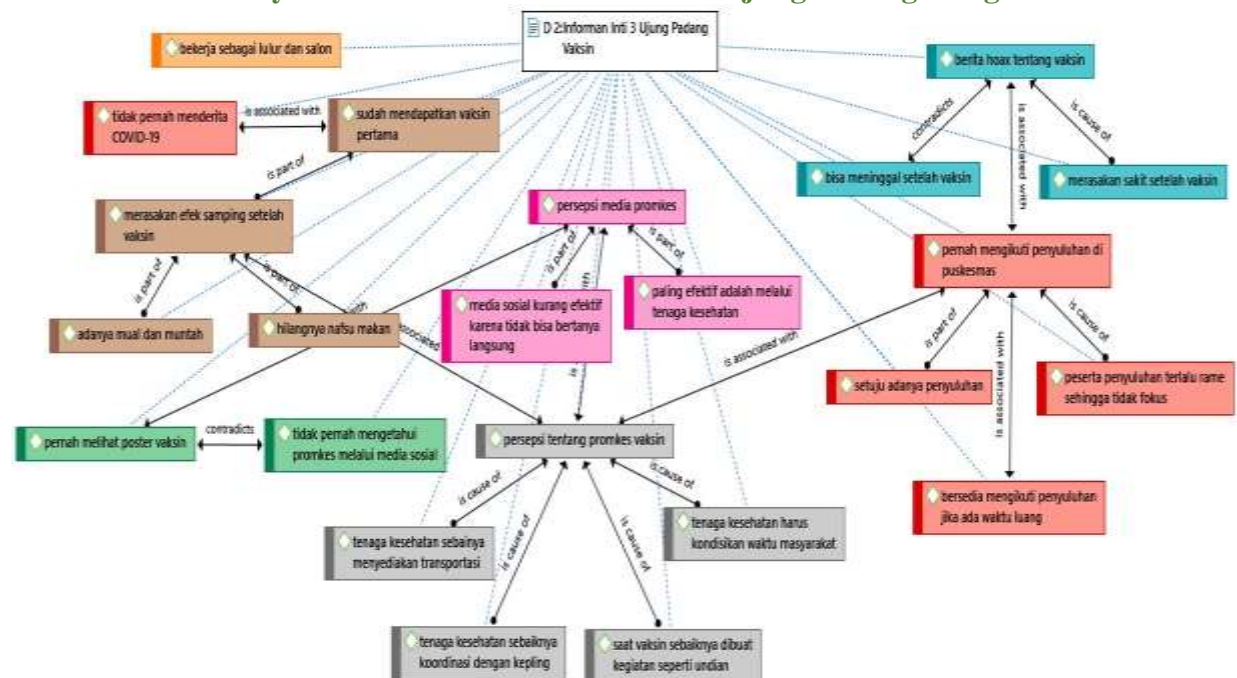 D 2:Informan Inti 3 Ujung Padang
Vaksin
bekerja sebagai lulur dan salon
berita hoax tentang vaksin
tidak pernah menderita
COVID-19
is associated with
sudah mendapatkan vaksin
pertama
contradicts
is associated with
is cause of
is part of
bisa meninggal setelah vaksin
merasakan sakit setelah vaksin
merasakan efek samping setelah
vaksin
persepsi media promkes
pernah mengikuti penyuluhan di
puskesmas
is part of
is part of
is part of
is part of
with
paling efektif adalah melalui
tenaga kesehatan
media sosial kurang efektif
karena tidak bisa bertanya
langsung
adanya mual dan muntah
hilangnya nafsu makan
with
associated
is
is associated with
is part of
is associated with
is cause of
setuju adanya penyuluhan
peserta penyuluhan terlalu rame
sehingga tidak fokus
pernah melihat poster vaksin
contradicts
tidak pernah mengetahui
promkes melalui media sosial
persepsi tentang promkes vaksin
is cause of
is cause of
is cause of
is cause of
bersedia mengikuti penyuluhan
jika ada waktu luang
tenaga kesehatan sebainya
menyediakan transportasi
tenaga kesehatan harus
kondisikan waktu masyarakat
tenaga kesehatan sebaiknya
koordinasi dengan kepling
saat vaksin sebaiknya dibuat
kegiatan seperti undian